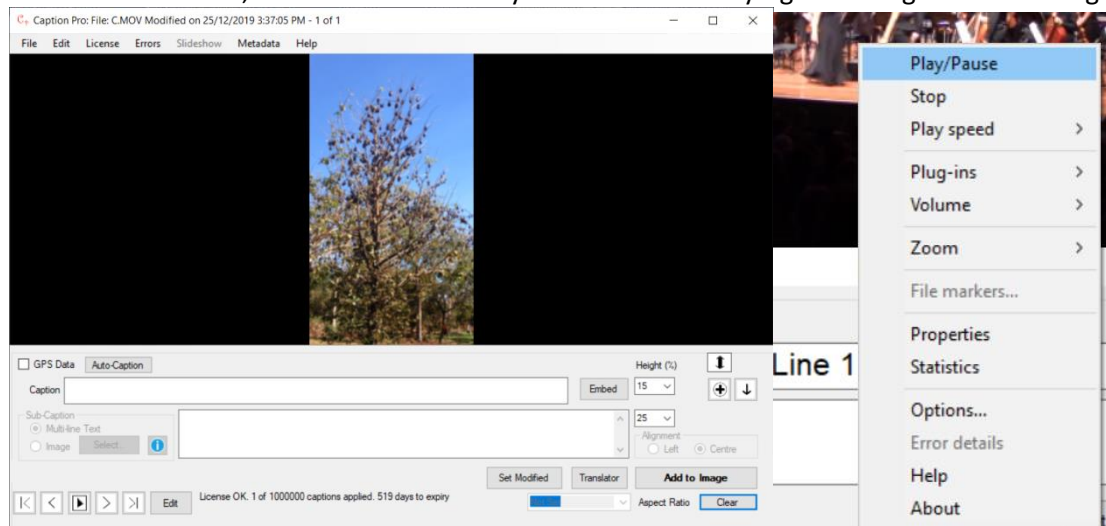 Caption Pro: File: C.MOV Modified on 25/12/2019 3:37:05 PM - 1 of 1
File Edit License Errors Slideshow Metadata Help
GPS Data Auto-Caption
Height (%)
Caption
Embed
15
Sub-Caption
Multi-line Text
Image Select...
25
Alignment
Left Centre
Set Modified Translator Add to Image
Edit
License OK. 1 of 1000000 captions applied. 519 days to expiry
Aspect Ratio Clear
Line 1
Play/Pause
Stop
Play speed
Plug-ins
Volume
Zoom
File markers...
Properties
Statistics
Options...
Error details
Help
About